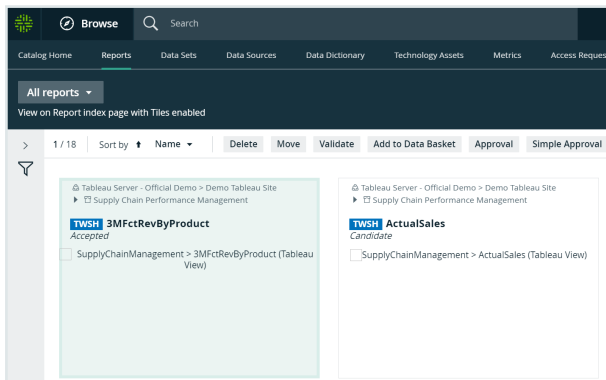 Browse
Search
Catalog Home Reports Data Sets Data Sources Data Dictionary Technology Assets Metrics Access Reques
All reports
View on Report index page with Tiles enabled
1 / 18 Sort by Name Delete Move Validate Add to Data Basket Approval Simple Approval
Tableau Server - Official Demo > Demo Tableau Site
Supply Chain Performance Management
TWSH 3MFctRevByProduct
Accepted
SupplyChainManagement > 3MFctRevByProduct (Tableau
View)
Tableau Server - Official Demo > Demo Tableau Site
Supply Chain Performance Management
TWSH ActualSales
Candidate
SupplyChainManagement > ActualSales (Tableau View)